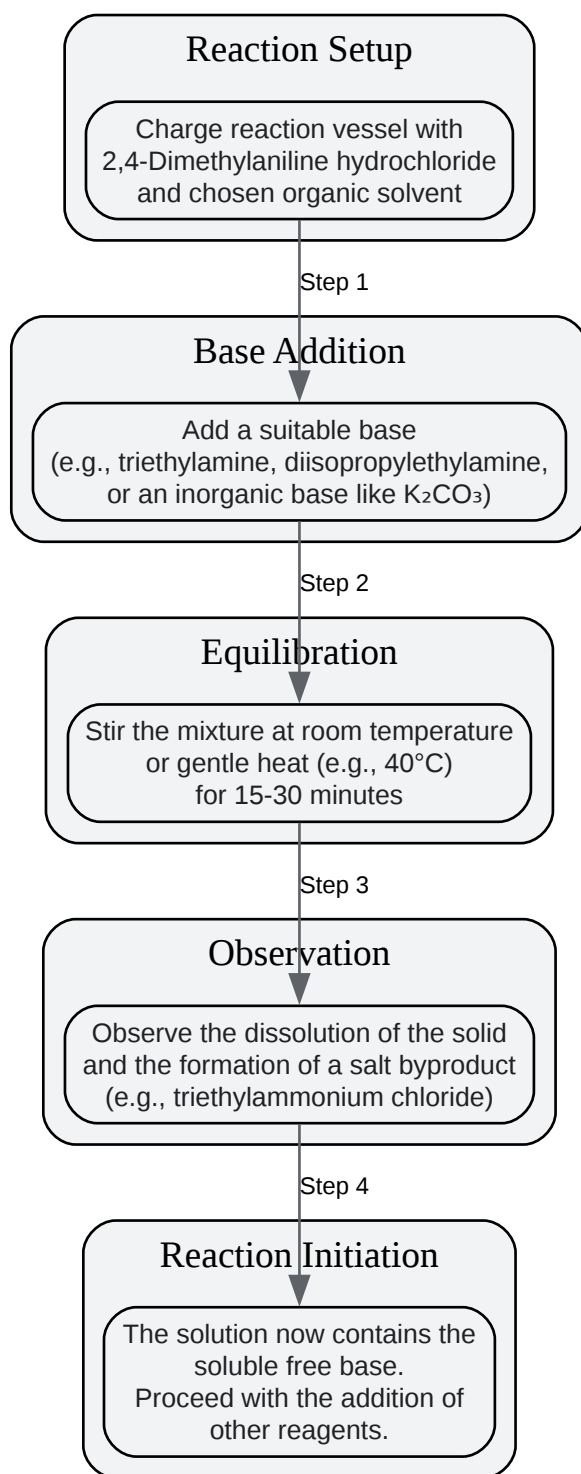 Reaction Setup
Charge reaction vessel with
2,4-Dimethylaniline hydrochloride
and chosen organic solvent
Step 1
Base Addition
Add a suitable base
(e.g., triethylamine, diisopropylethylamine,
or an inorganic base like K₂CO₃)
Step 2
Equilibration
Stir the mixture at room temperature
or gentle heat (e.g., 40°C)
for 15-30 minutes
Step 3
Observation
Observe the dissolution of the solid
and the formation of a salt byproduct
(e.g., triethylammonium chloride)
Step 4
Reaction Initiation
The solution now contains the
soluble free base.
Proceed with the addition of
other reagents.